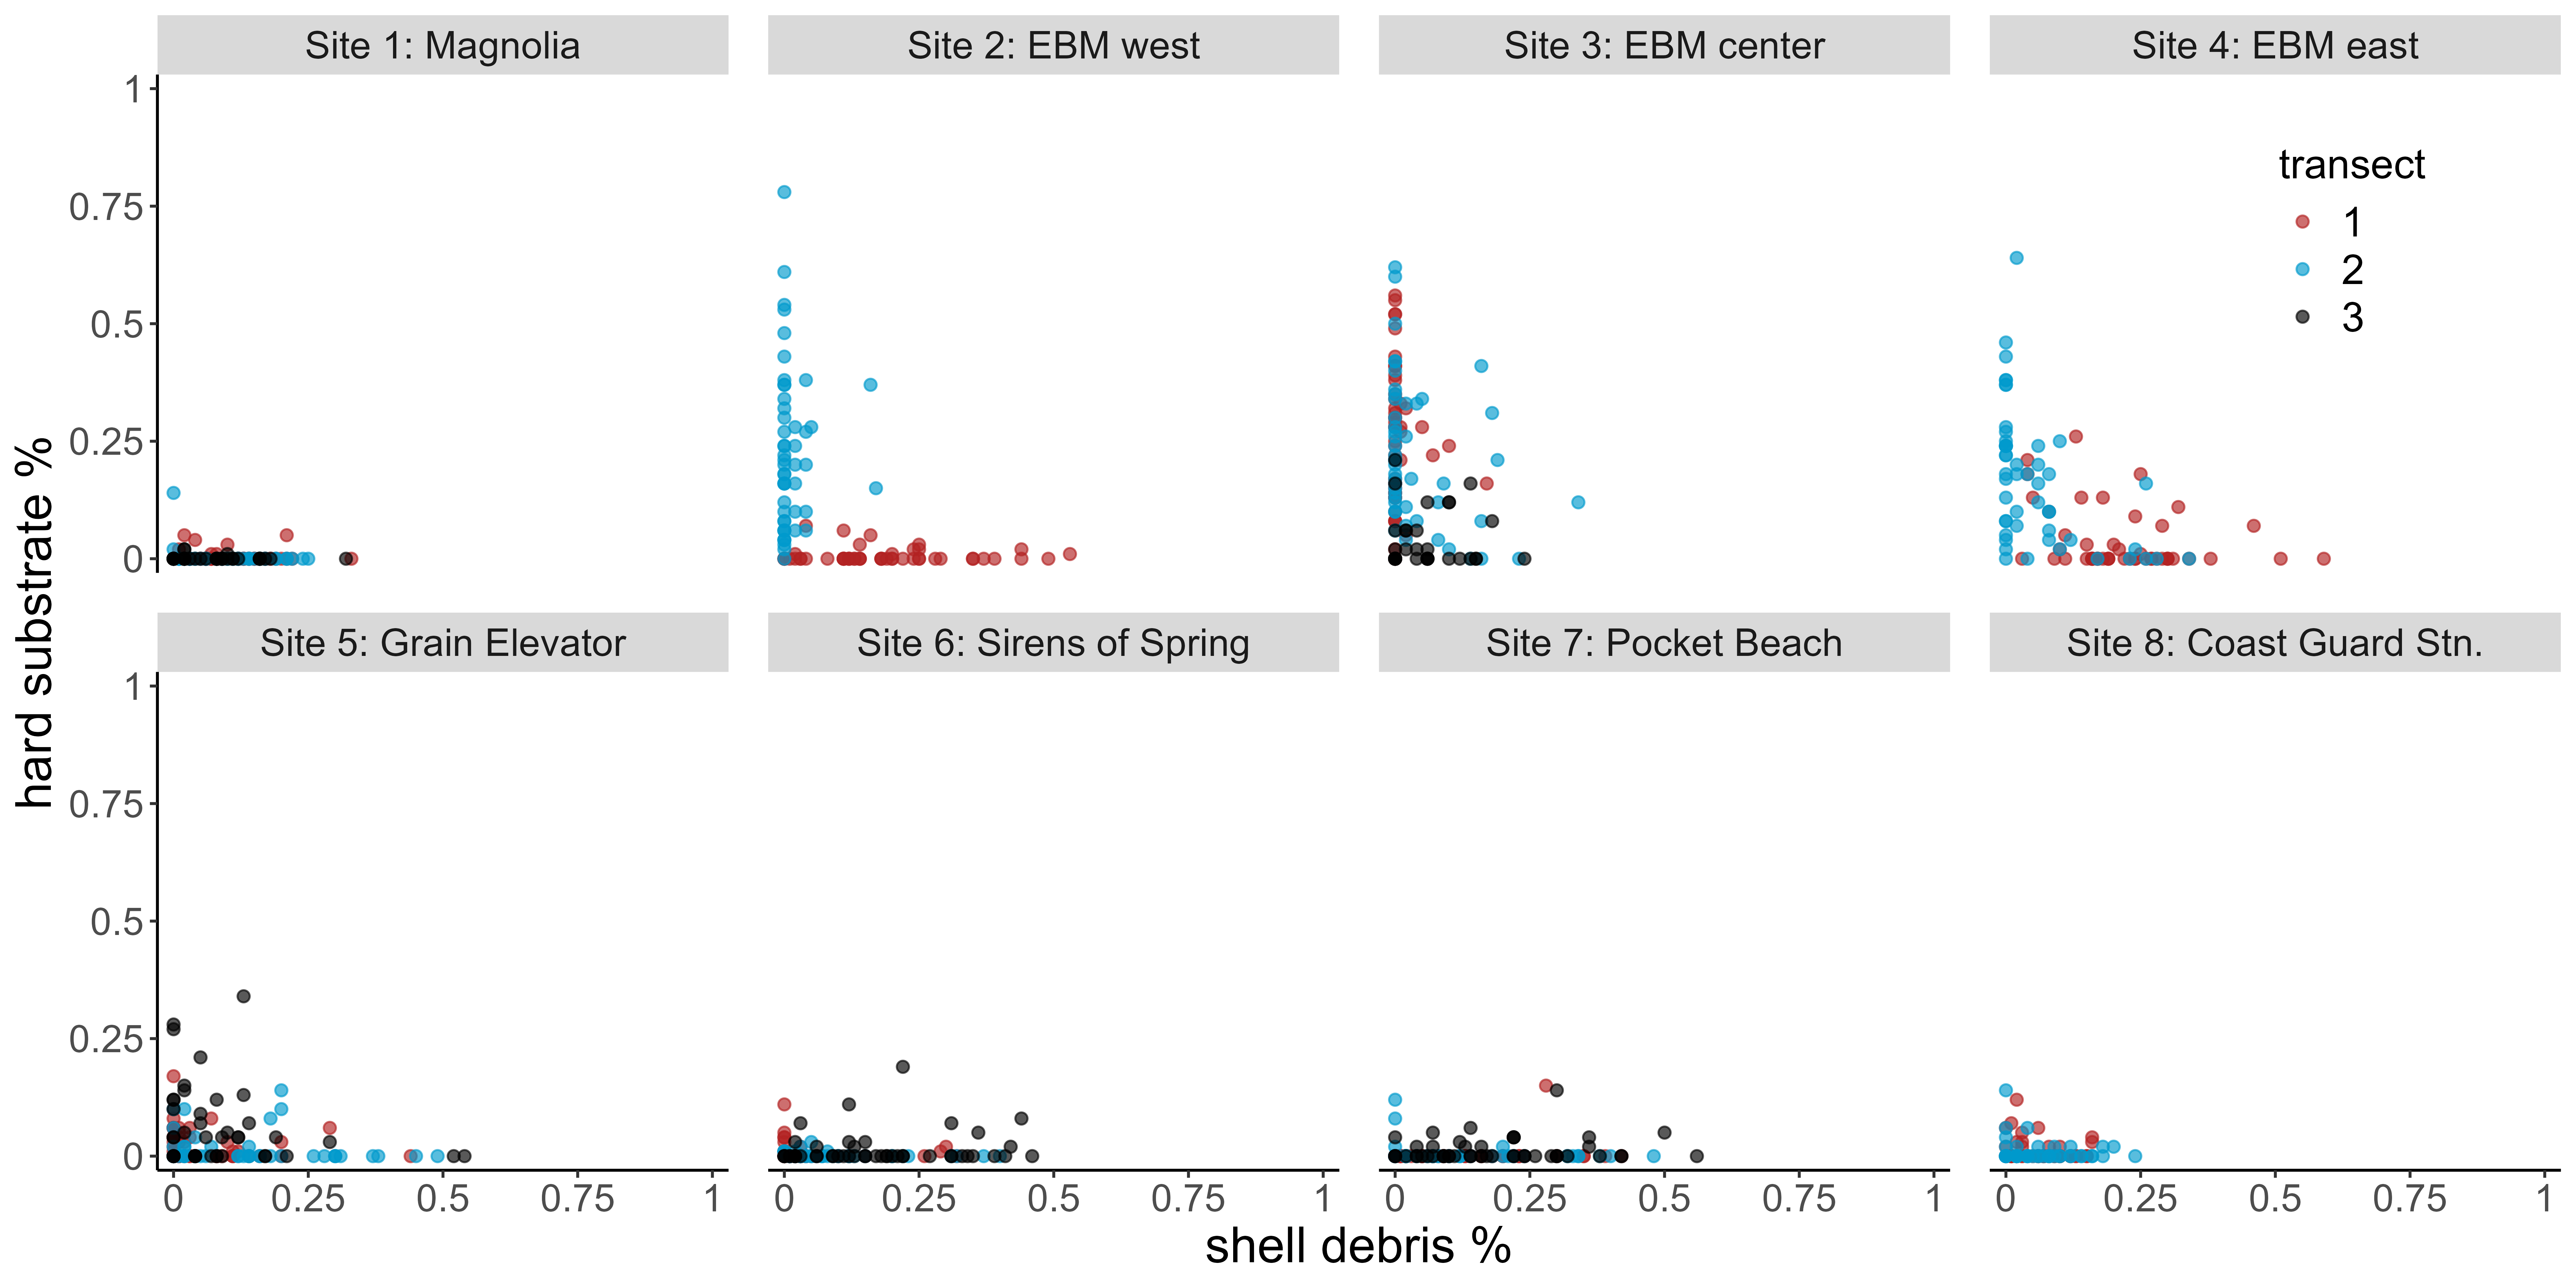 Site 1: Magnolia
Site 2: EBM west
Site 3: EBM center
Site 4: EBM east
1
0.75
0.5
0.25
0
transect
1
2
3
hard substrate %
Site 5: Grain Elevator
Site 6: Sirens of Spring
Site 7: Pocket Beach
Site 8: Coast Guard Stn.
1
0.75
0.5
0.25
0
0 0.25 0.5 0.75 1
0 0.25 0.5 0.75 1
0 0.25 0.5 0.75 1
0 0.25 0.5 0.75 1
shell debris %